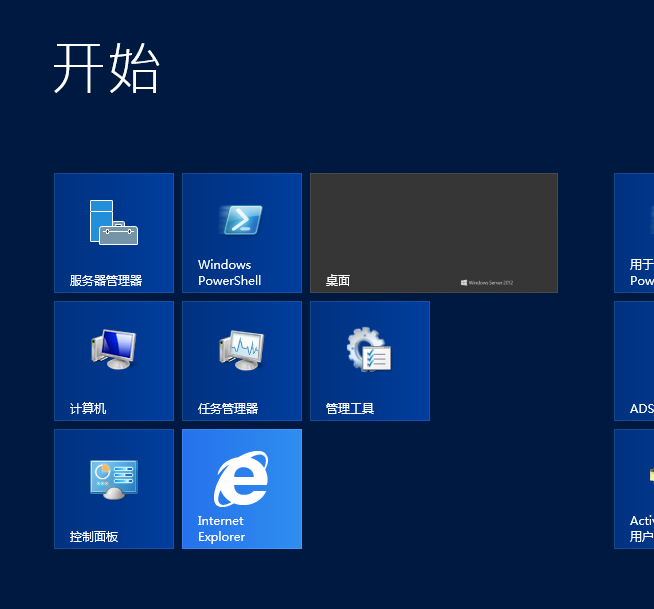 开始
服务器管理器
Windows
PowerShell
桌面
Windows Server 2012
用于
Pow
计算机
任务管理器
管理工具
ADS
控制面板
Internet
Explorer
Activ
用户